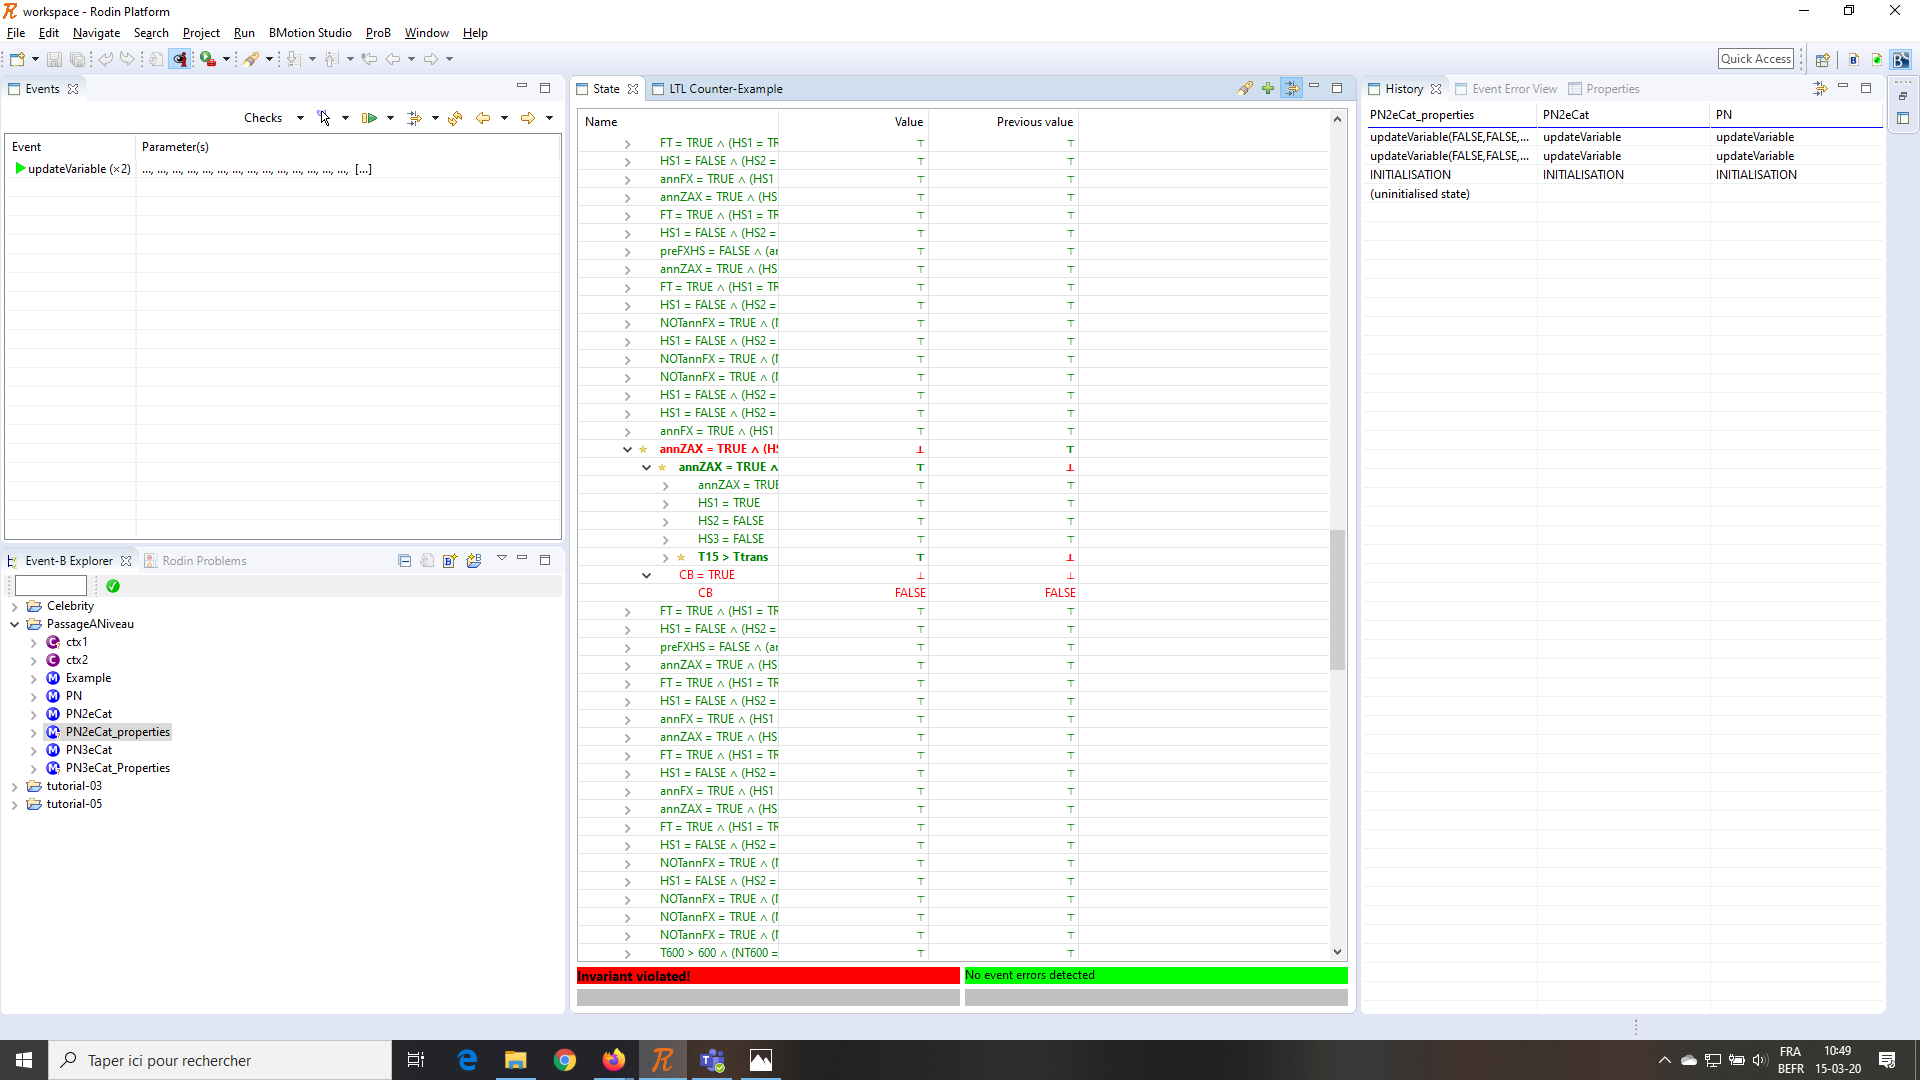 workspace - Rodin Platform
File Edit Navigate Search Project Run BMotion Studio ProB Window Help
Quick Access
Events
Checks
Event Parameter(s)
updateVariable (×2) ..., ..., ..., ..., ..., ..., ..., ..., ..., ..., ..., ..., ..., ..., [...]
Event-B Explorer Rodin Problems
Celebrity
PassageANiveau
ctx1
ctx2
Example
PN
PN2eCat
PN2eCat_properties
PN3eCat
PN3eCat_Properties
tutorial-03
tutorial-05
State LTL Counter-Example
Name Value Previous value
FT = TRUE ∧ (HS1 = TR ⊤ ⊤
HS1 = FALSE ∧ (HS2 = ⊤ ⊤
annFX = TRUE ∧ (HS1 ⊤ ⊤
annZAX = TRUE ∧ (HS ⊤ ⊤
FT = TRUE ∧ (HS1 = TR ⊤ ⊤
HS1 = FALSE ∧ (HS2 = ⊤ ⊤
preFXHS = FALSE ∧ (ar ⊤ ⊤
annZAX = TRUE ∧ (HS ⊤ ⊤
FT = TRUE ∧ (HS1 = TR ⊤ ⊤
HS1 = FALSE ∧ (HS2 = ⊤ ⊤
NOTannFX = TRUE ∧ (N ⊤ ⊤
HS1 = FALSE ∧ (HS2 = ⊤ ⊤
NOTannFX = TRUE ∧ (N ⊤ ⊤
NOTannFX = TRUE ∧ (N ⊤ ⊤
HS1 = FALSE ∧ (HS2 = ⊤ ⊤
HS1 = FALSE ∧ (HS2 = ⊤ ⊤
annFX = TRUE ∧ (HS1 ⊤ ⊤
annZAX = TRUE ∧ (HS ⊥ ⊤
annZAX = TRUE ∧ ⊤ ⊥
annZAX = TRUE ⊤ ⊤
HS1 = TRUE ⊤ ⊤
HS2 = FALSE ⊤ ⊤
HS3 = FALSE ⊤ ⊤
T15 > Ttrans ⊤ ⊥
CB = TRUE ⊥ ⊥
CB FALSE FALSE
FT = TRUE ∧ (HS1 = TR ⊤ ⊤
HS1 = FALSE ∧ (HS2 = ⊤ ⊤
preFXHS = FALSE ∧ (ar ⊤ ⊤
annZAX = TRUE ∧ (HS ⊤ ⊤
FT = TRUE ∧ (HS1 = TR ⊤ ⊤
HS1 = FALSE ∧ (HS2 = ⊤ ⊤
annFX = TRUE ∧ (HS1 ⊤ ⊤
annZAX = TRUE ∧ (HS ⊤ ⊤
FT = TRUE ∧ (HS1 = TR ⊤ ⊤
HS1 = FALSE ∧ (HS2 = ⊤ ⊤
annFX = TRUE ∧ (HS1 ⊤ ⊤
annZAX = TRUE ∧ (HS ⊤ ⊤
FT = TRUE ∧ (HS1 = TR ⊤ ⊤
HS1 = FALSE ∧ (HS2 = ⊤ ⊤
NOTannFX = TRUE ∧ (N ⊤ ⊤
HS1 = FALSE ∧ (HS2 = ⊤ ⊤
NOTannFX = TRUE ∧ (N ⊤ ⊤
NOTannFX = TRUE ∧ (N ⊤ ⊤
NOTannFX = TRUE ∧ (N ⊤ ⊤
T600 > 600 ∧ (NT600 = ⊤ ⊤
Invariant violated! No event errors detected
History Event Error View Properties
PN2eCat_properties PN2eCat PN
updateVariable(FALSE,FALSE,... updateVariable updateVariable
updateVariable(FALSE,FALSE,... updateVariable updateVariable
INITIALISATION INITIALISATION INITIALISATION
(uninitialised state)
Taper ici pour rechercher
FRA 10:49
BEFR 15-03-20